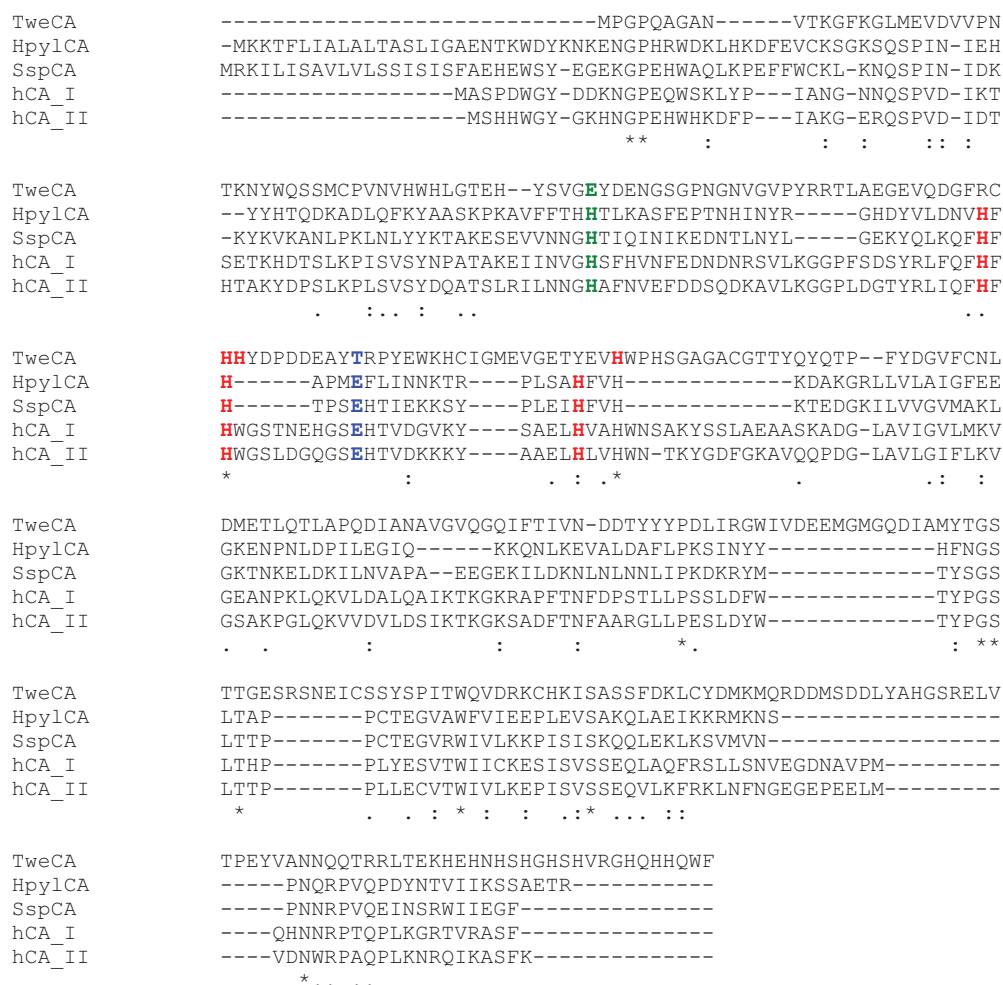 TweCA -----------------------------MPGPQAGAN------VTKGFKGLMEVDVVPN
HpylCA -MKKTFLIALALTASLIGAENTKWDYKNKENGPHRWDKLHKDFEVCKSGKSQSPIN-IEH
SspCA MRKILISAVLVLSSISISFAEHEWSY-EGEKGPEHWAQLKPEFFWCKL-KNQSPIN-IDK
hCA_I ------------------MASPDWGY-DDKNGPEQWSKLYP---IANG-NNQSPVD-IKT
hCA_II -------------------MSHHWGY-GKHNGPEHWHKDFP---IAKG-ERQSPVD-IDT
** : : : :: :
TweCA TKNYWQSSMCPVNVHWHLGTEH--YSVGEYDENGSGPNGNVGVPYRRTLAEGEVQDGFRC
HpylCA --YYHTQDKADLQFKYAASKPKAVFFTHHTLKASFEPTNHINYR-----GHDYVLDNVHF
SspCA -KYKVKANLPKLNLYYKTAKESEVVNNGHTIQINIKEDNTLNYL-----GEKYQLKQFHF
hCA_I SETKHDTSLKPISVSYNPATAKEIINVGHSFHVNFEDNDNRSVLKGGPFSDSYRLFQFHF
hCA_II HTAKYDPSLKPLSVSYDQATSLRILNNGHAFNVEFDDSQDKAVLKGGPLDGTYRLIQFHF
. :.. : .. ..
TweCA HHYDPDDEAYTRPYEWKHCIGMEVGETYEVHWPHSGAGACGTTYQYQTP--FYDGVFCNL
HpylCA H------APMEFLINNKTR----PLSAHFVH-----------KDAKGRLLVLAIGFEE
SspCA H------TPSEHTIEKKSY----PLEIHFVH-----------KTEDGKILVVGVMAKL
hCA_I HWGSTNEHGSEHTVDGVKY----SAELHVAHWNSAKYSSLAEAASKADG-LAVIGVLMKV
hCA_II HWGSLDGQGSEHTVDKKKY----AAELHLVHWN-TKYGDFGKAVQQPDG-LAVLGIFLKV
* : . : .* . .: :
TweCA DMETLQTLAPQDIANAVGVQGQIFTIVN-DDTYYYPDLIRGWIVDEEMGMGQDIAMYTGS
HpylCA GKENPNLDPILEGIQ------KKQNLKEVALDAFLPKSINYY-------------HFNGS
SspCA GKTNKELDKILNVAPA--EEGEKILDKNLNLNNLIPKDKRYM-------------TYSGS
hCA_I GEANPKLQKVLDALQAIKTKGKRAPFTNFDPSTLLPSSLDFW-------------TYPGS
hCA_II GSAKPGLQKVVDVLDSIKTKGKSADFTNFAARGLLPESLDYW-------------TYPGS
. . : : : *. : **
TweCA TTGESRSNEICSSYSPITWQVDRKCHKISASSFDKLCYDMKMQRDDMSDDLYAHGSRELV
HpylCA LTAP-------PCTEGVAWFVIEEPLEVSAKQLAEIKKRMKNS-----------------
SspCA LTTP-------PCTEGVRWIVLKKPISISKQQLEKLKSVMVN------------------
hCA_I LTHP-------PLYESVTWIICKESISVSSEQLAQFRSLLSNVEGDNAVPM---------
hCA_II LTTP-------PLLECVTWIVLKEPISVSSEQVLKFRKLNFNGEGEPEELM---------
* . . : * : : .:* ... ::
TweCA TPEYVANNQQTRRLTEKHEHNHSHGHSHVRGHQHHQWF
HpylCA -----PNQRPVQPDYNTVIIKSSAETR-----------
SspCA -----PNNRPVQEINSRWIIEGF---------------
hCA_I ----QHNNRPTQPLKGRTVRASF---------------
hCA_II ----VDNWRPAQPLKNRQIKASFK--------------
*.. ..